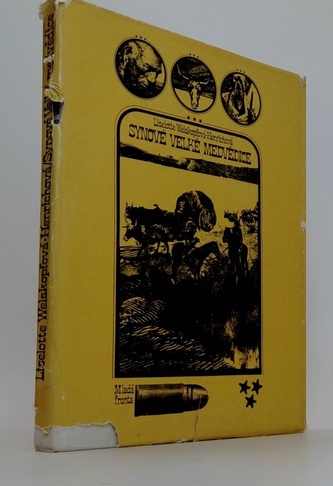 Liselotte Welskopfová-Henrichová/Synové Velké medvědice
Liselotte Welskopfová-Henrichová
SYNOVÉ VELKÉ MEDVĚDICE
Mladá
fronta